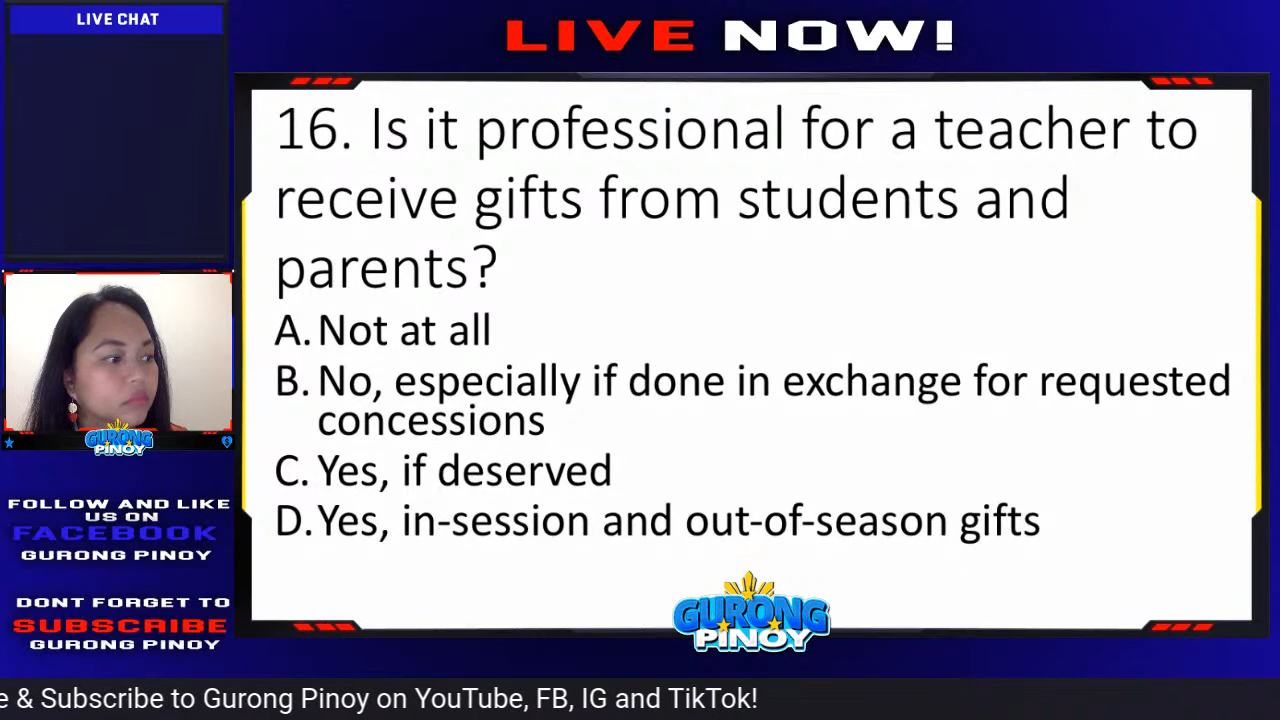 LIVE CHAT
LIVE NOW!
16. Is it professional for a teacher to
receive gifts from students and
parents?
A. Not at all
B. No, especially if done in exchange for requested
concessions
C. Yes, if deserved
D. Yes, in-session and out-of-season gifts
GURONG
PINOY
FOLLOW AND LIKE
US ON
FACEBOOK
GURONG PINOY
DONT FORGET TO
SUBSCRIBE
GURONG PINOY
GURONG
PINOY
e & Subscribe to Gurong Pinoy on YouTube, FB, IG and TikTok!